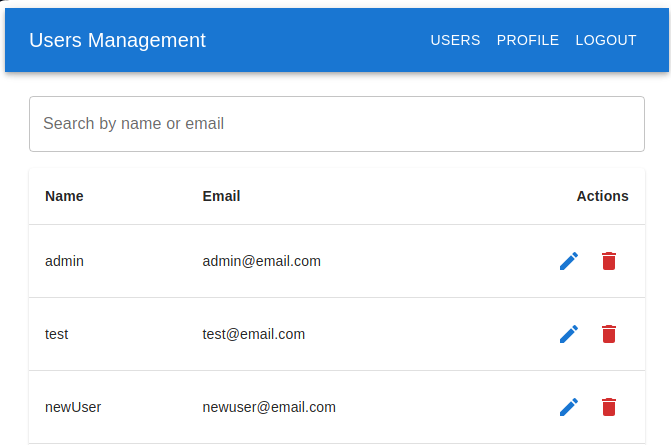 Users Management USERS PROFILE LOGOUT
Search by name or email
Name Email Actions
admin admin@email.com
test test@email.com
newUser newuser@email.com